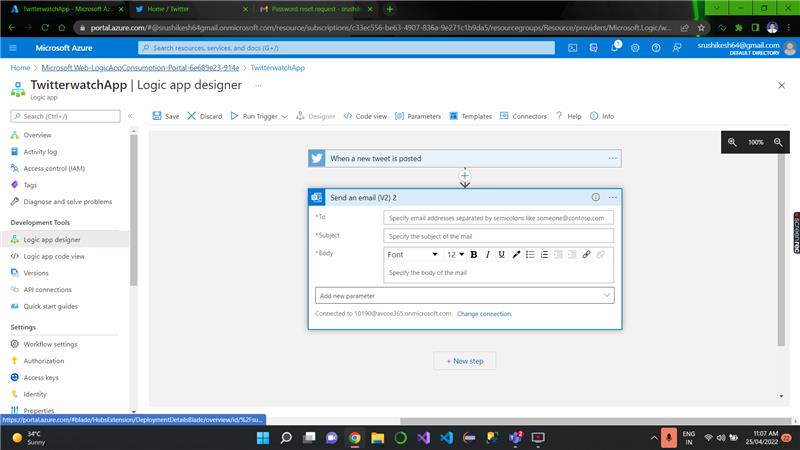 TwitterwatchApp - Microsoft Azu
Home / Twitter
Password reset request - srushike
portal.azure.com/#@srushikesh64gmail.onmicrosoft.com/resource/subscriptions/c33ec556-be63-4907-836a-9e271c1b9da5/resourcegroups/Resource/providers/Microsoft.Logic/w...
Microsoft Azure
Search resources, services, and docs (G+/)
1
srushikesh64@gmail.com
DEFAULT DIRECTORY
Home > Microsoft.Web-LogicAppConsumption-Portal-6e689e23-914e > TwitterwatchApp
TwitterwatchApp | Logic app designer ...
Logic app
Search (Ctrl+/)
Save
Discard
Run Trigger
Designer
Code view
Parameters
Templates
Connectors
Help
Info
Overview
Activity log
Access control (IAM)
Tags
Diagnose and solve problems
Development Tools
Logic app designer
Logic app code view
Versions
API connections
Quick start guides
Settings
Workflow settings
Authorization
Access keys
Identity
Properties
100%
When a new tweet is posted
Send an email (V2) 2
*To
Specify email addresses separated by semicolons like someone@contoso.com
*Subject
Specify the subject of the mail
*Body
Font
12
B
I
U
Specify the body of the mail
Add new parameter
Connected to 10190@avcoe365.onmicrosoft.com. Change connection.
+ New step
https://portal.azure.com/#blade/HubsExtension/DeploymentDetailsBlade/overview/id/%2Fsu...
34°C
Sunny
ENG
IN
11:07 AM
25/04/2022